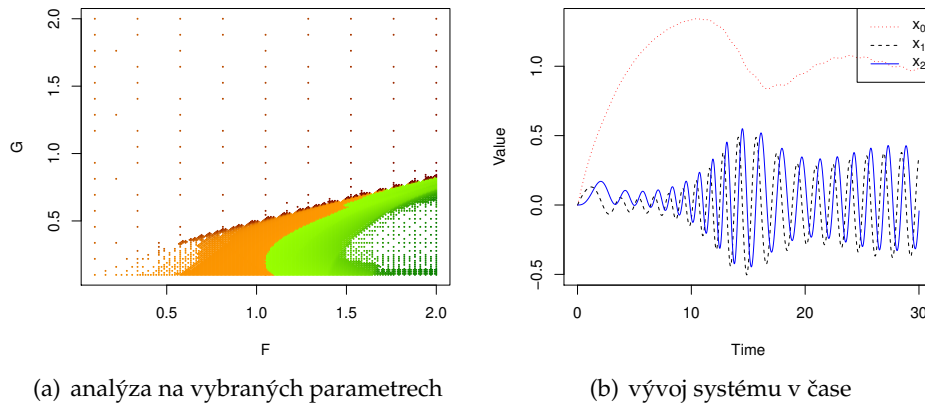 2.0
1.5
1.0
0.5
G
0.5
1.0
1.5
2.0
F
(a) analýza na vybraných parametrech
x0
x1
x2
1.0
0.5
0.0
−0.5
Value
0
10
20
30
Time
(b) vývoj systému v čase